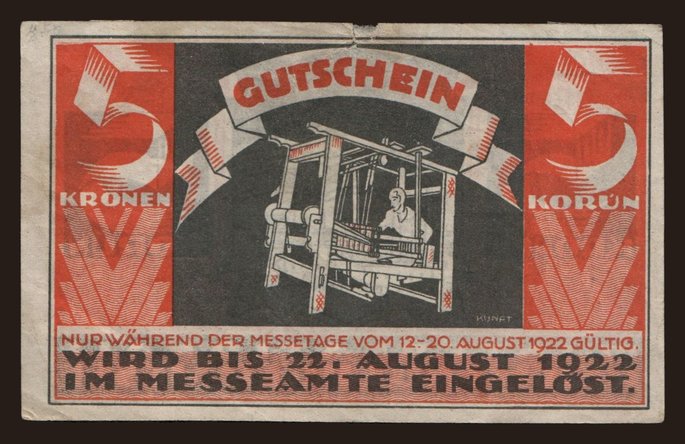 GUTSCHEIN
5
KRONEN
5
KORUN
NUR WÄHREND DER MESSETAGE VOM 12.-20. AUGUST 1922 GÜLTIG.
WIRD BIS 22. AUGUST 1922
IM MESSEAMTE EINGELÖST.